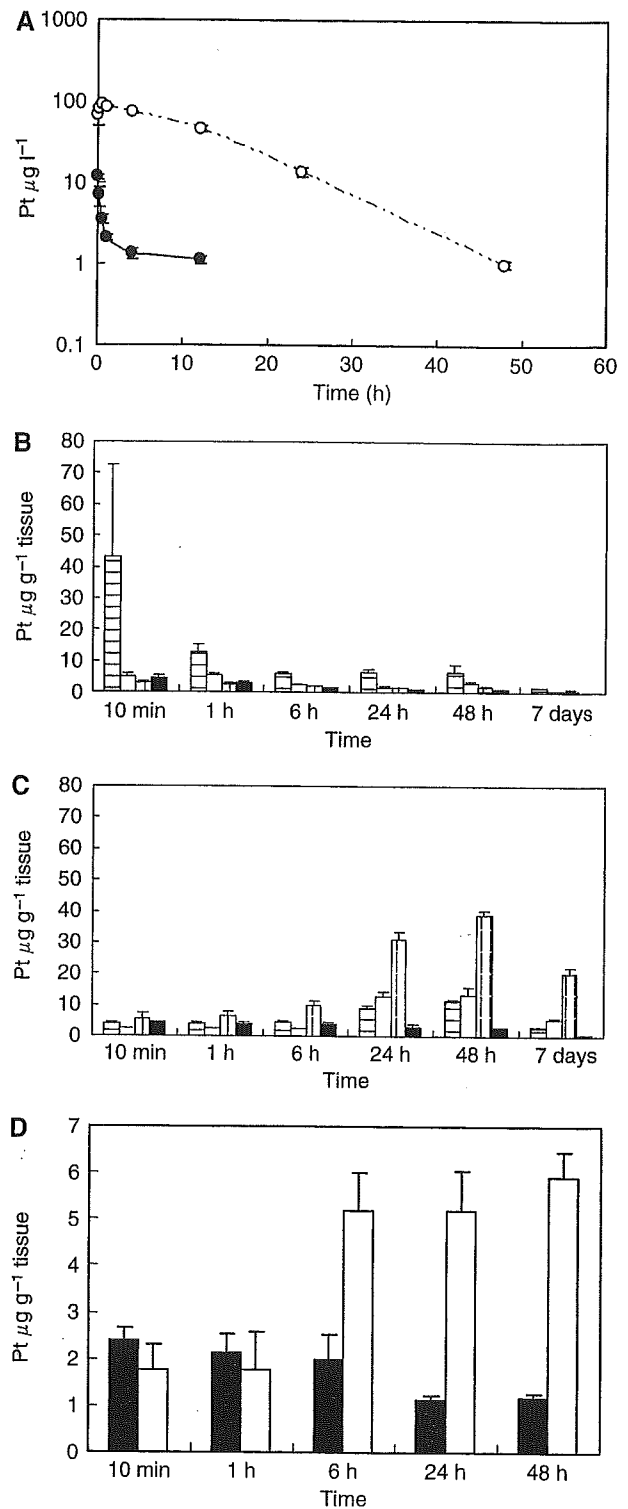 A
1000
100
10
1
0.1
Pt μg l⁻¹
0 10 20 30 40 50 60
Time (h)
B
80
70
60
50
40
30
20
10
0
Pt μg g⁻¹ tissue
10 min 1 h 6 h 24 h 48 h 7 days
Time
C
80
70
60
50
40
30
20
10
0
Pt μg g⁻¹ tissue
10 min 1 h 6 h 24 h 48 h 7 days
Time
D
7
6
5
4
3
2
1
0
Pt μg g⁻¹ tissue
10 min 1 h 6 h 24 h 48 h
Time